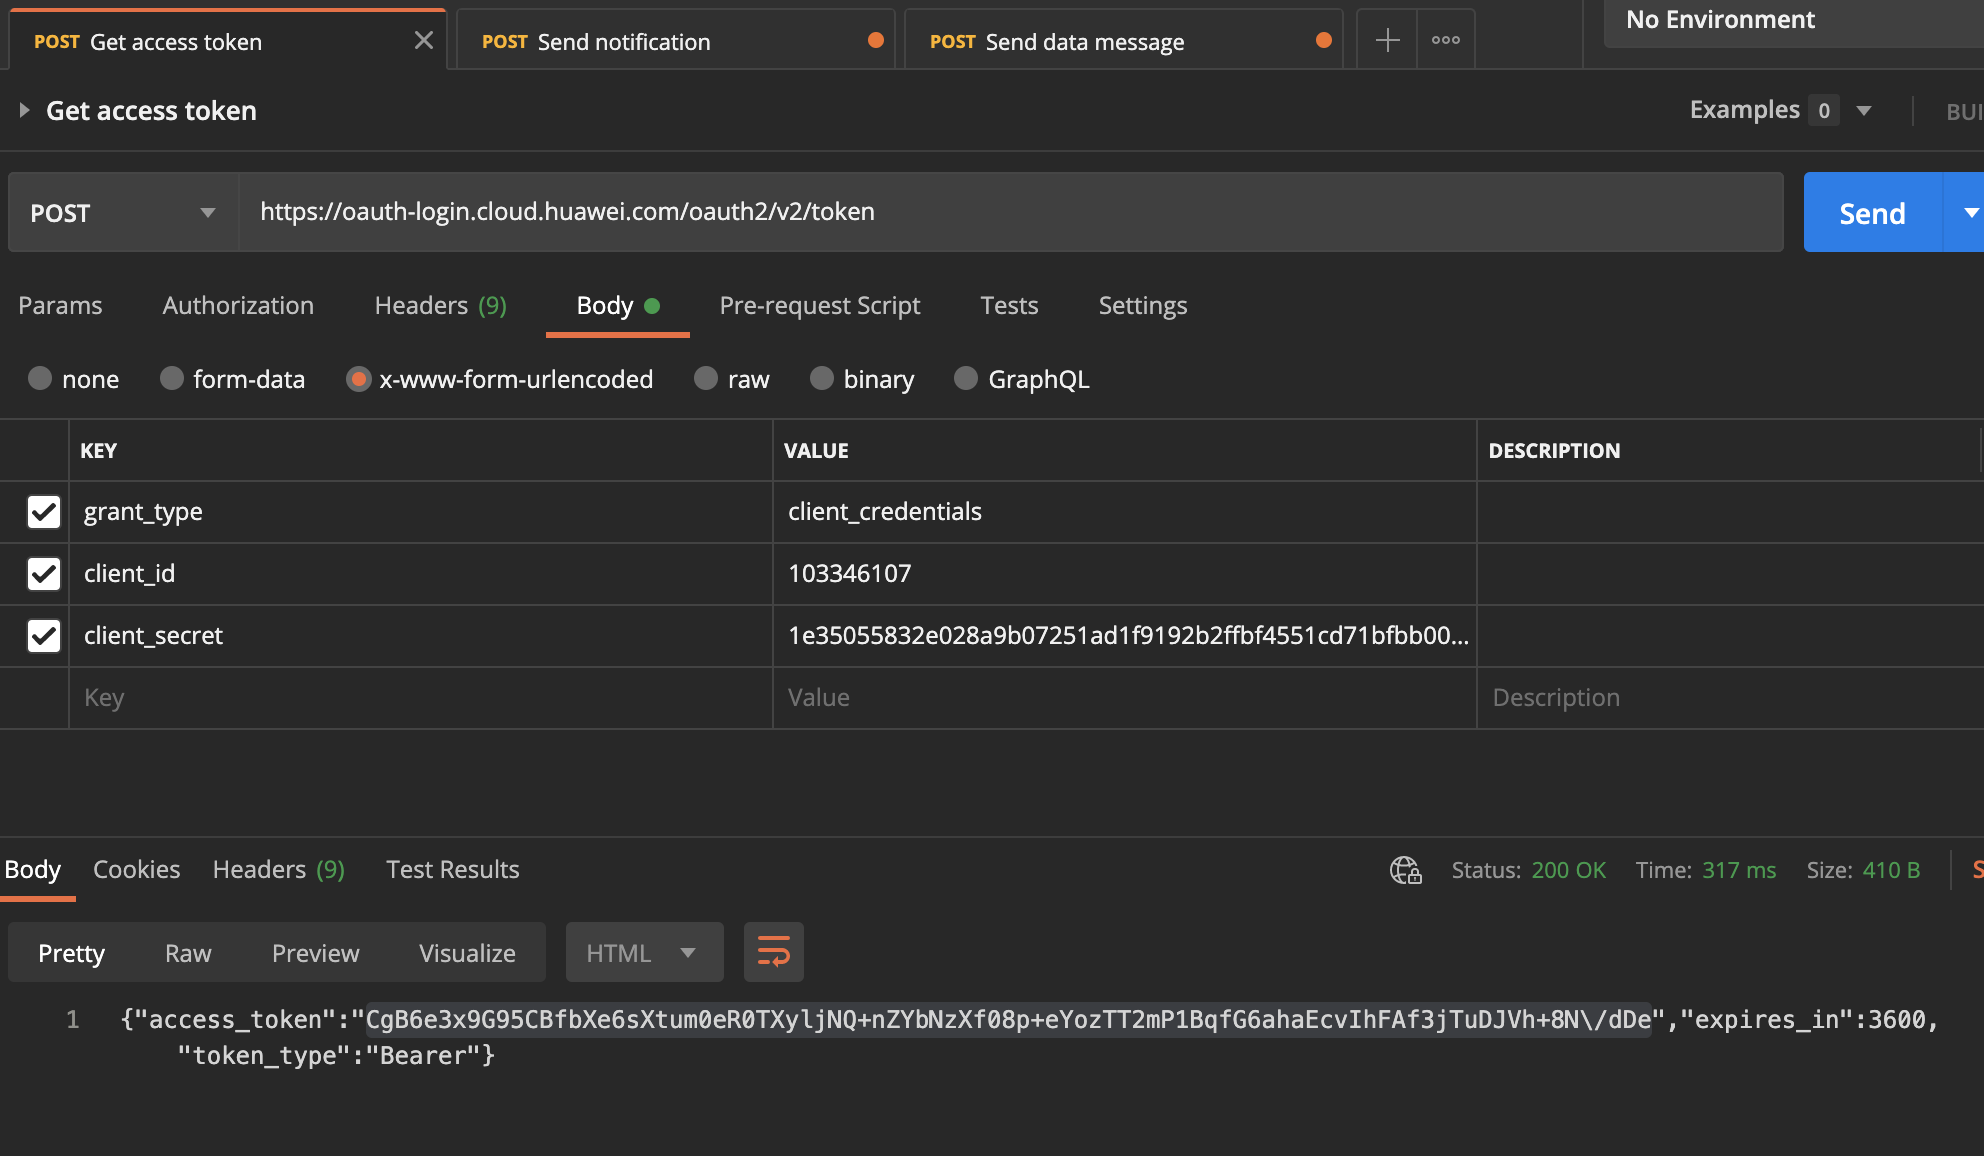 POST Get access token
POST Send notification
POST Send data message
No Environment
Get access token
Examples 0
BUI
POST
https://oauth-login.cloud.huawei.com/oauth2/v2/token
Send
Params Authorization Headers (9) Body Pre-request Script Tests Settings
none form-data x-www-form-urlencoded raw binary GraphQL
KEY VALUE DESCRIPTION
grant_type client_credentials
client_id 103346107
client_secret 1e35055832e028a9b07251ad1f9192b2ffbf4551cd71bfbb00...
Key Value Description
Body Cookies Headers (9) Test Results Status: 200 OK Time: 317 ms Size: 410 B S
Pretty Raw Preview Visualize HTML
1 {"access_token":"CgB6e3x9G95CBfbXe6sXtum0eR0TXyljNQ+nZYbNzXf08p+eYozTT2mP1BqfG6ahaEcvIhFAf3jTuDJVh+8N\/dDe","expires_in":3600,
"token_type":"Bearer"}